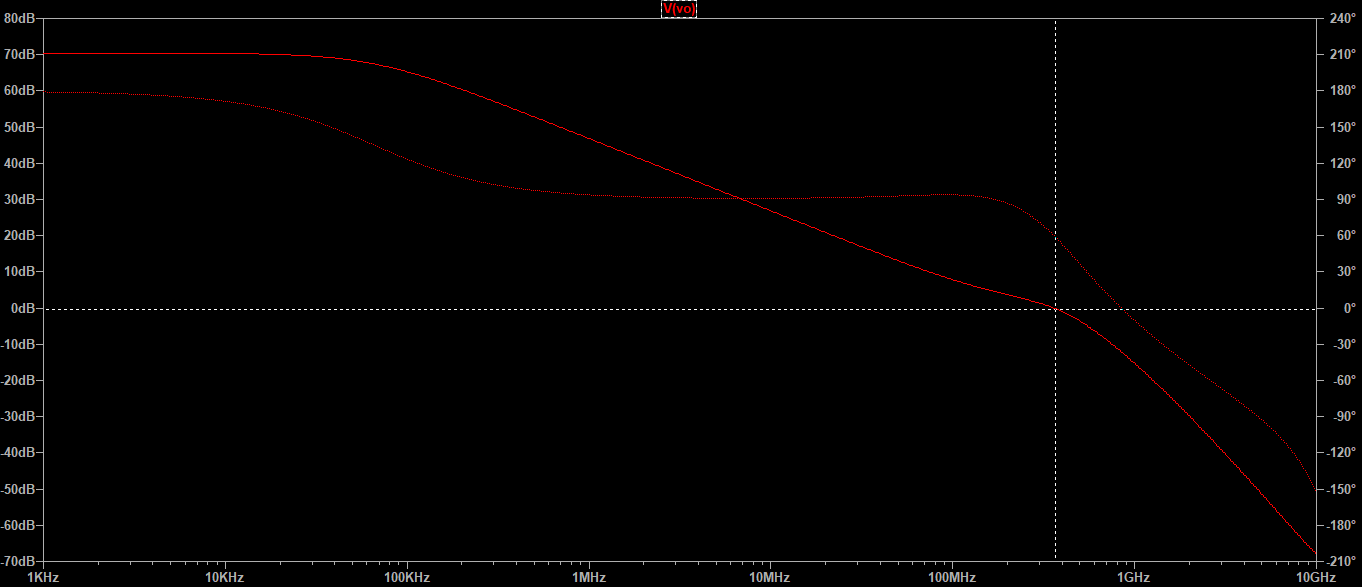 V(vo)
80dB 240°
70dB 210°
60dB 180°
50dB 150°
40dB 120°
30dB 90°
20dB 60°
10dB 30°
0dB 0°
-10dB -30°
-20dB -60°
-30dB -90°
-40dB -120°
-50dB -150°
-60dB -180°
-70dB -210°
1KHz 10KHz 100KHz 1MHz 10MHz 100MHz 1GHz 10GHz